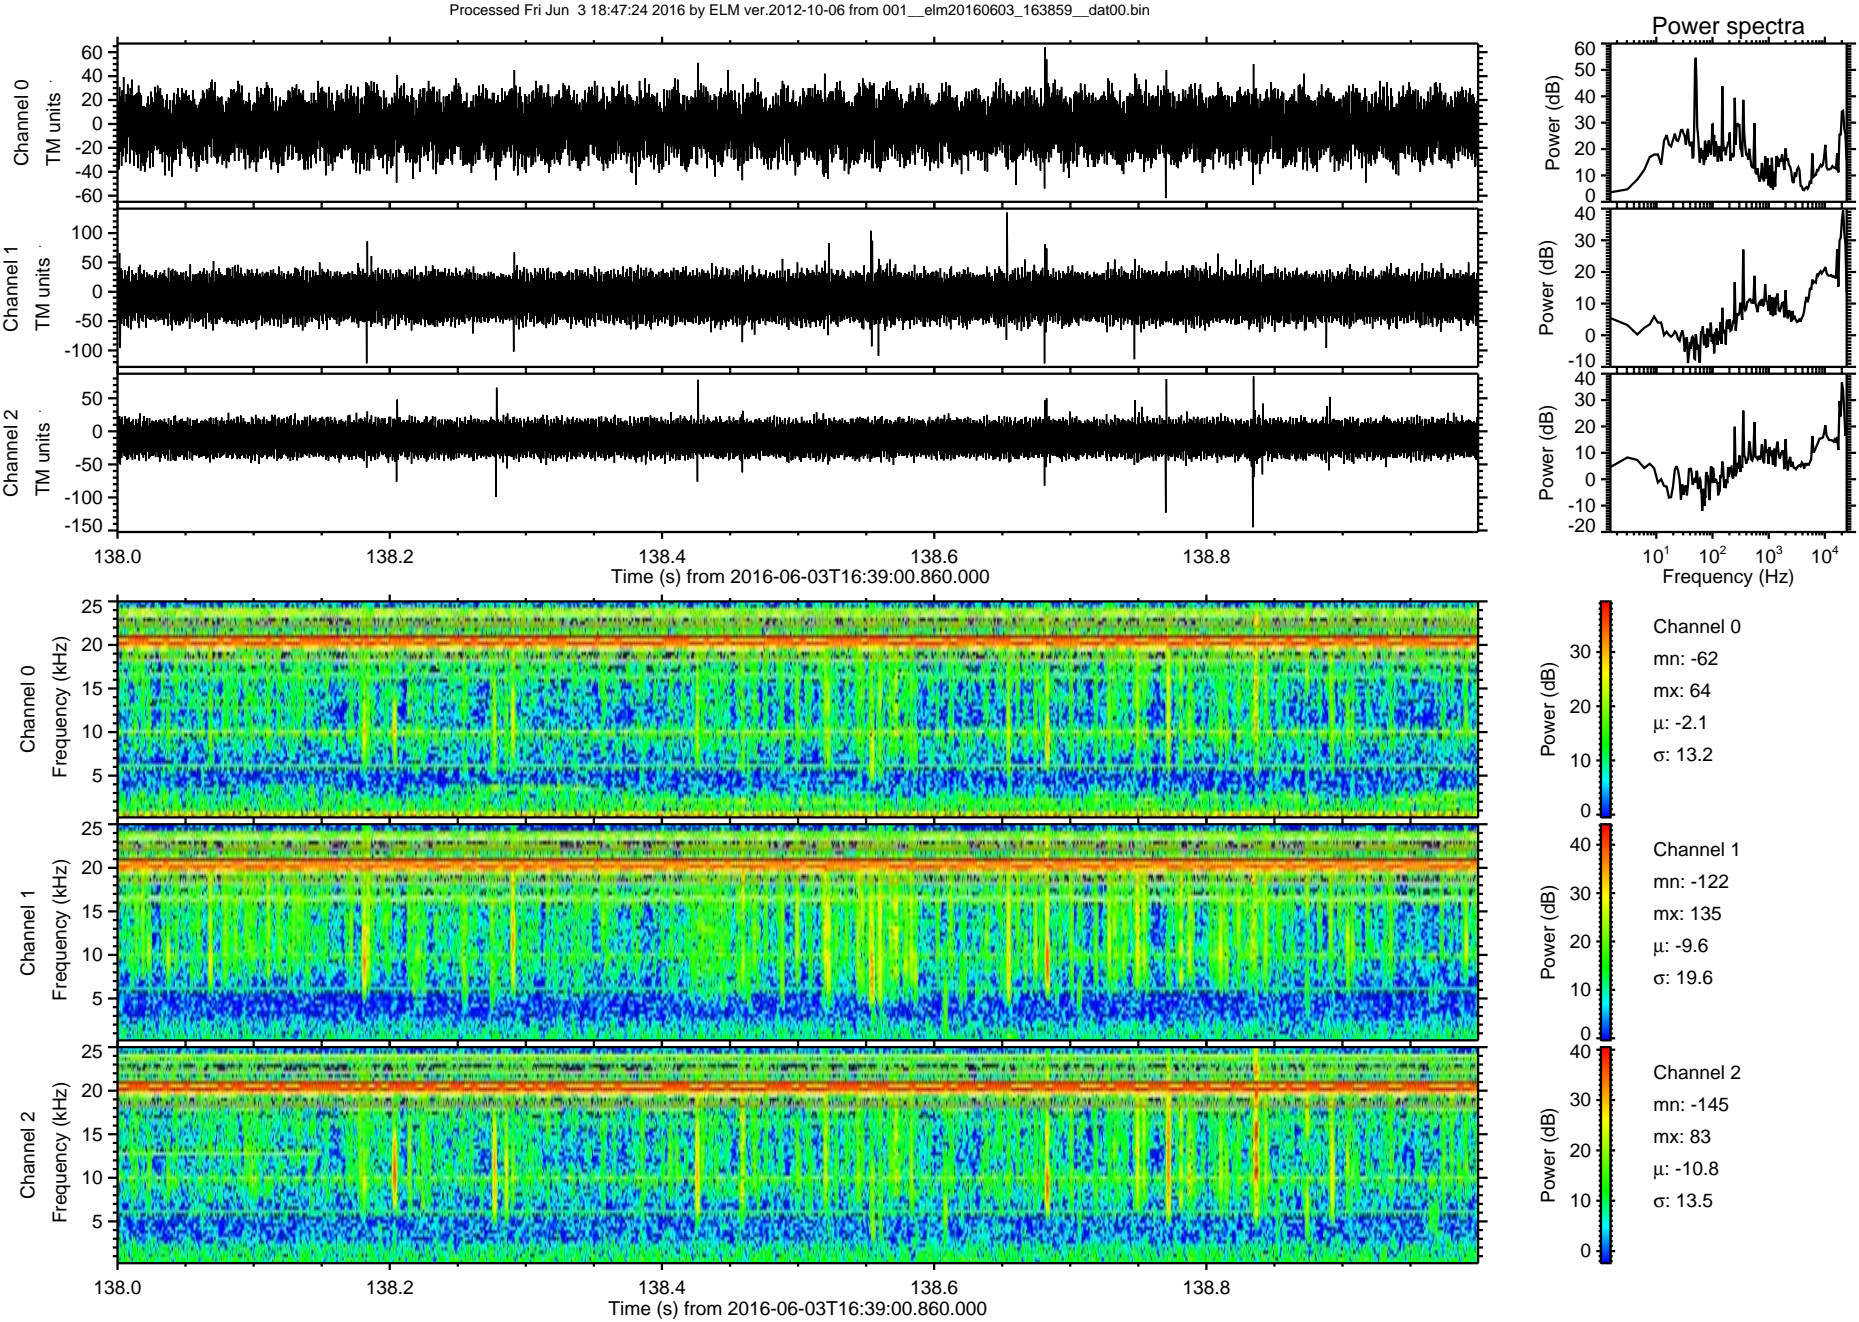 Processed Fri Jun  3 18:47:24 2016 by ELM ver.2012-10-06 from 001__elm20160603_163859__dat00.bin
Power spectra
Channel 0
TM units
60
40
20
0
-20
-40
-60
Power (dB)
60
50
40
30
20
10
0
Channel 1
TM units
100
50
0
-50
-100
Power (dB)
40
30
20
10
0
-10
Channel 2
TM units
50
0
-50
-100
-150
Power (dB)
40
30
20
10
0
-10
-20
138.0 138.2 138.4 138.6 138.8
Time (s) from 2016-06-03T16:39:00.860.000
10¹ 10² 10³ 10⁴
Frequency (Hz)
Channel 0
Frequency (kHz)
25
20
15
10
5
Power (dB)
30
20
10
0
Channel 0
mn: -62
mx: 64
μ: -2.1
σ: 13.2
Channel 1
Frequency (kHz)
25
20
15
10
5
Power (dB)
40
30
20
10
0
Channel 1
mn: -122
mx: 135
μ: -9.6
σ: 19.6
Channel 2
Frequency (kHz)
25
20
15
10
5
Power (dB)
40
30
20
10
0
Channel 2
mn: -145
mx: 83
μ: -10.8
σ: 13.5
138.0 138.2 138.4 138.6 138.8
Time (s) from 2016-06-03T16:39:00.860.000